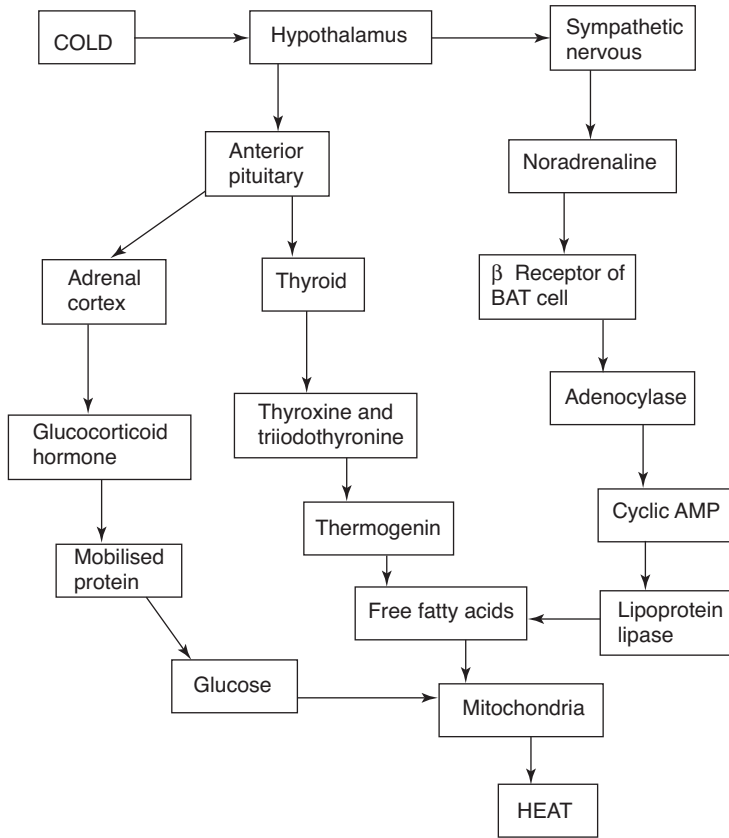 COLD
Hypothalamus
Sympathetic
nervous
Anterior
pituitary
Noradrenaline
Adrenal
cortex
Thyroid
β Receptor of
BAT cell
Glucocorticoid
hormone
Thyroxine and
triiodothyronine
Adenocylase
Mobilised
protein
Thermogenin
Cyclic AMP
Free fatty acids
Lipoprotein
lipase
Glucose
Mitochondria
HEAT